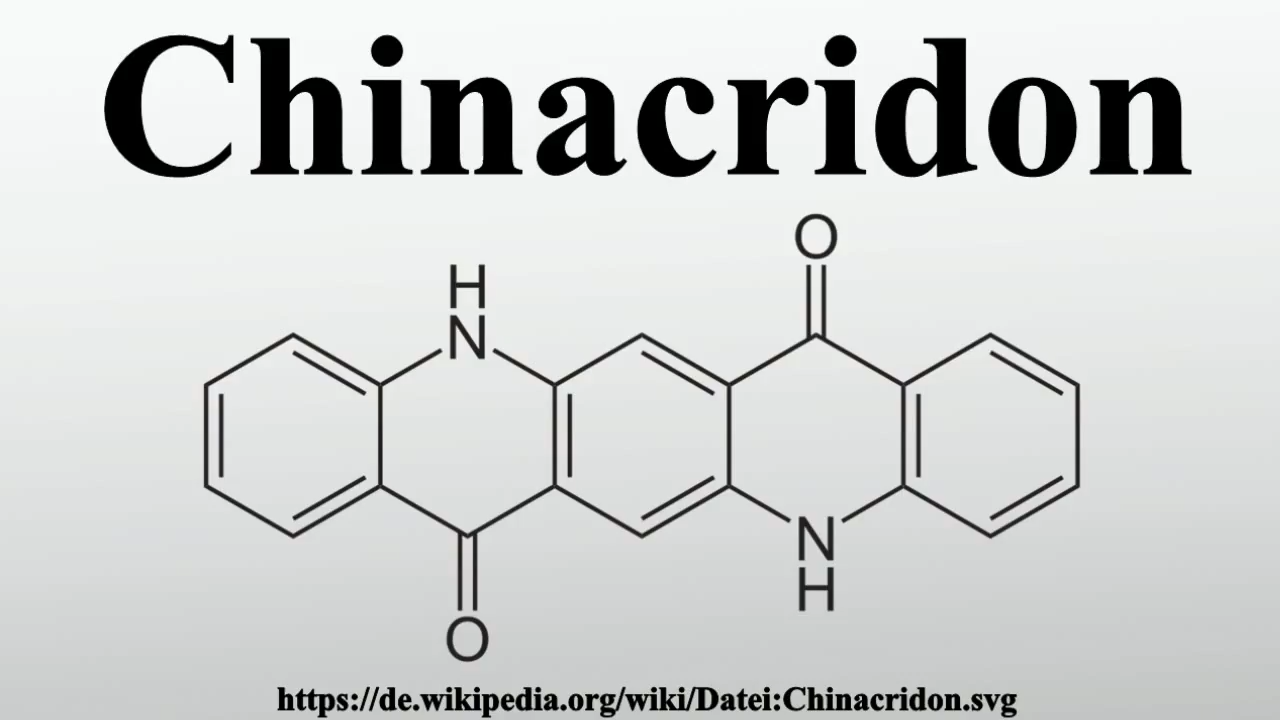 Chinacridon
O
H
N
N
H
O
https://de.wikipedia.org/wiki/Datei:Chinacridon.svg